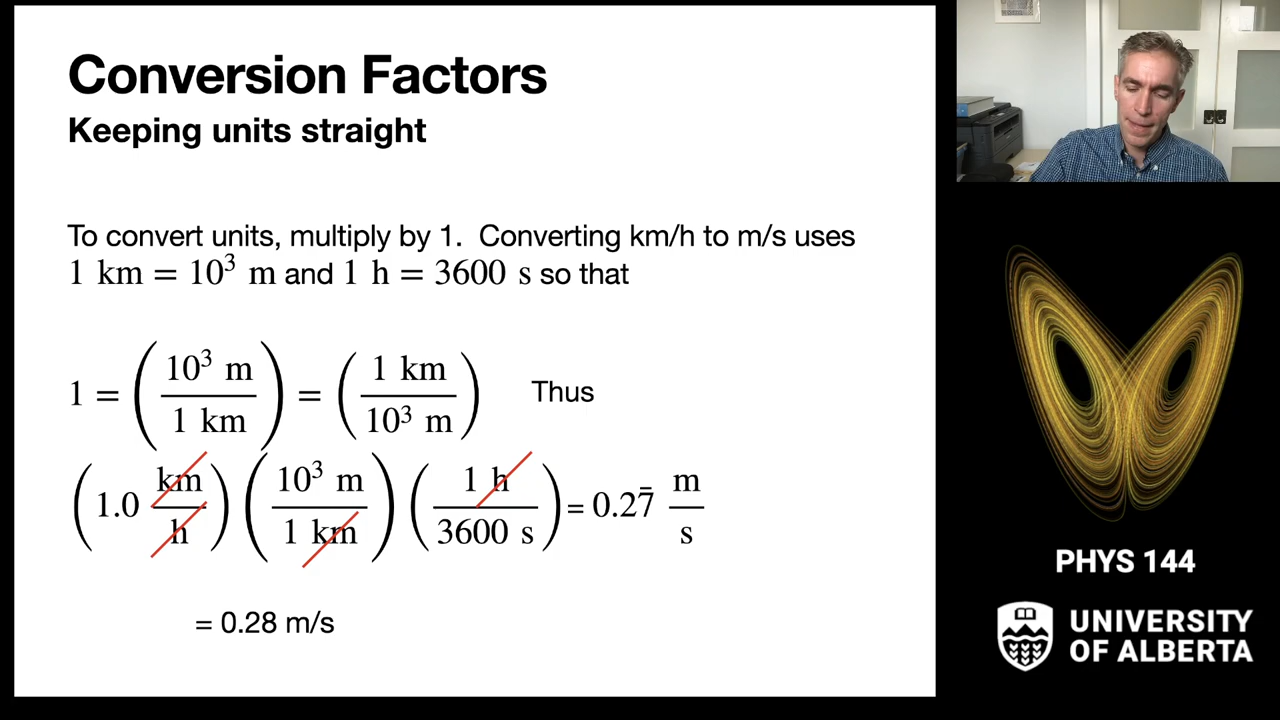 Conversion Factors
Keeping units straight
To convert units, multiply by 1. Converting km/h to m/s uses
1 km = 10³ m and 1 h = 3600 s so that
1 = (10³ m / 1 km) = (1 km / 10³ m) Thus
(1.0 km/h) (10³ m / 1 km) (1 h / 3600 s) = 0.27̄ m/s
= 0.28 m/s
PHYS 144
UNIVERSITY
OF ALBERTA